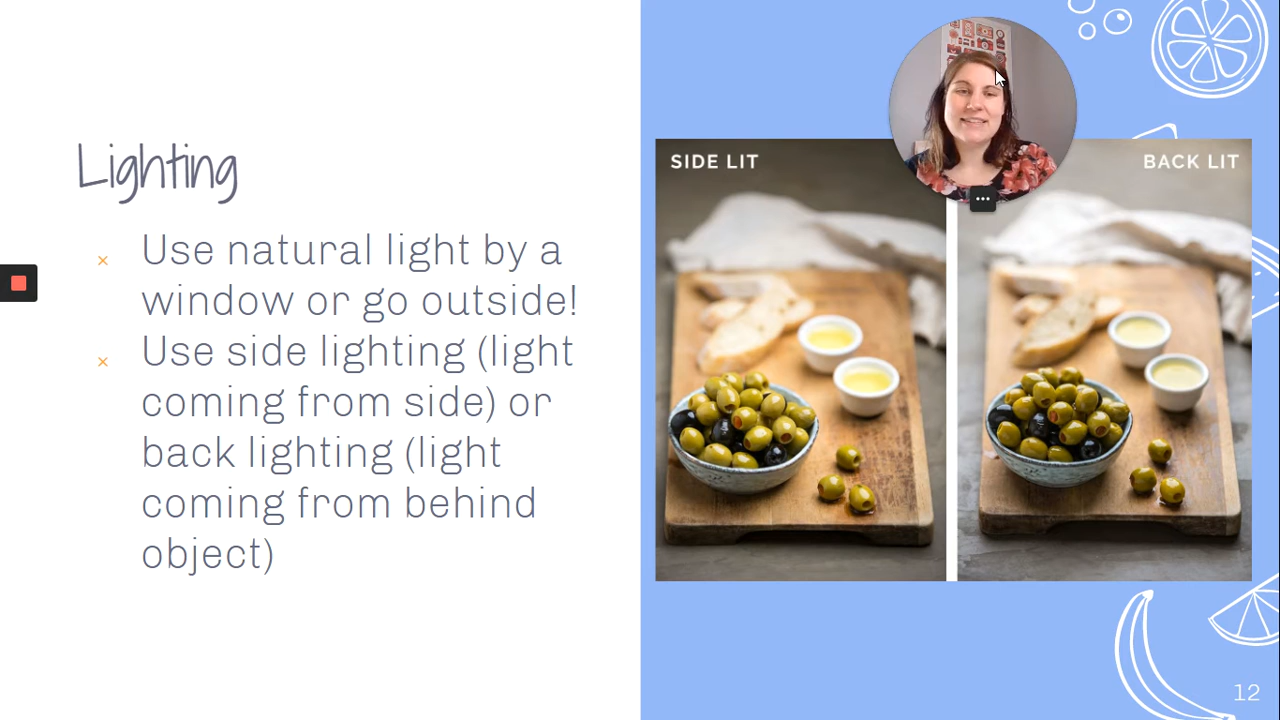 Lighting
× Use natural light by a
window or go outside!
× Use side lighting (light
coming from side) or
back lighting (light
coming from behind
object)
SIDE LIT
BACK LIT
12